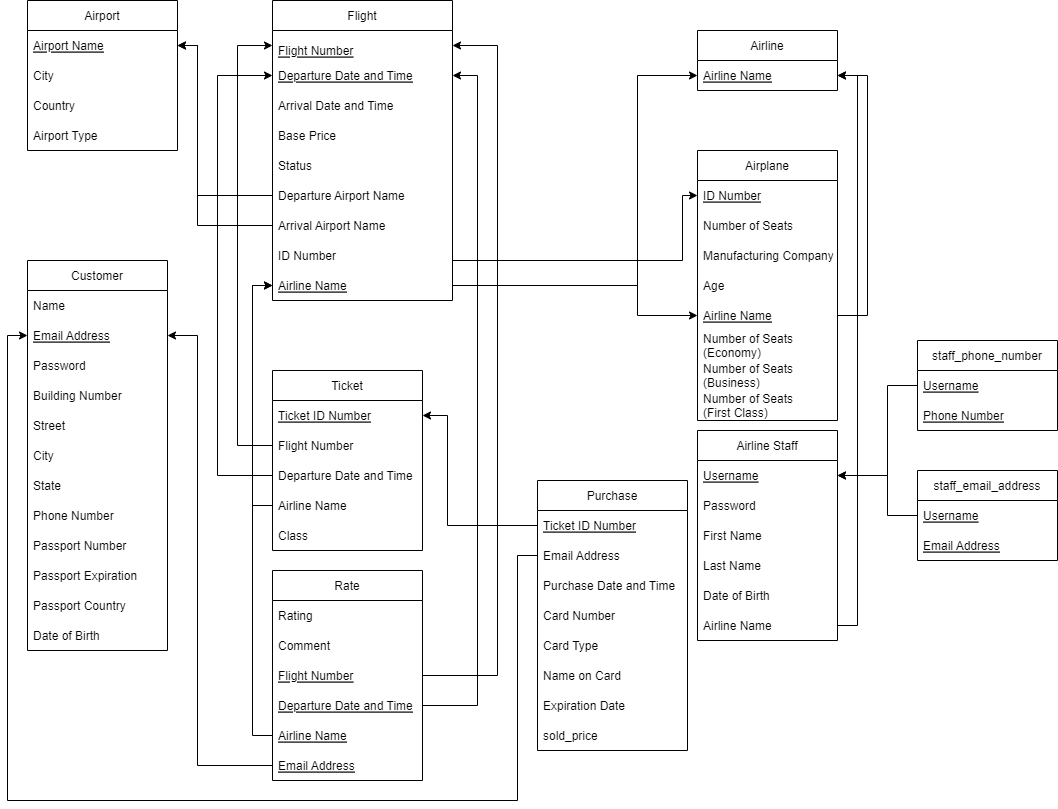 Airport
Airport Name
City
Country
Airport Type
Flight
Flight Number
Departure Date and Time
Arrival Date and Time
Base Price
Status
Departure Airport Name
Arrival Airport Name
ID Number
Airline Name
Airline
Airline Name
Airplane
ID Number
Number of Seats
Manufacturing Company
Age
Airline Name
Number of Seats
(Economy)
Number of Seats
(Business)
Number of Seats
(First Class)
Customer
Name
Email Address
Password
Building Number
Street
City
State
Phone Number
Passport Number
Passport Expiration
Passport Country
Date of Birth
Ticket
Ticket ID Number
Flight Number
Departure Date and Time
Airline Name
Class
Rate
Rating
Comment
Flight Number
Departure Date and Time
Airline Name
Email Address
Purchase
Ticket ID Number
Email Address
Purchase Date and Time
Card Number
Card Type
Name on Card
Expiration Date
sold_price
Airline Staff
Username
Password
First Name
Last Name
Date of Birth
Airline Name
staff_phone_number
Username
Phone Number
staff_email_address
Username
Email Address